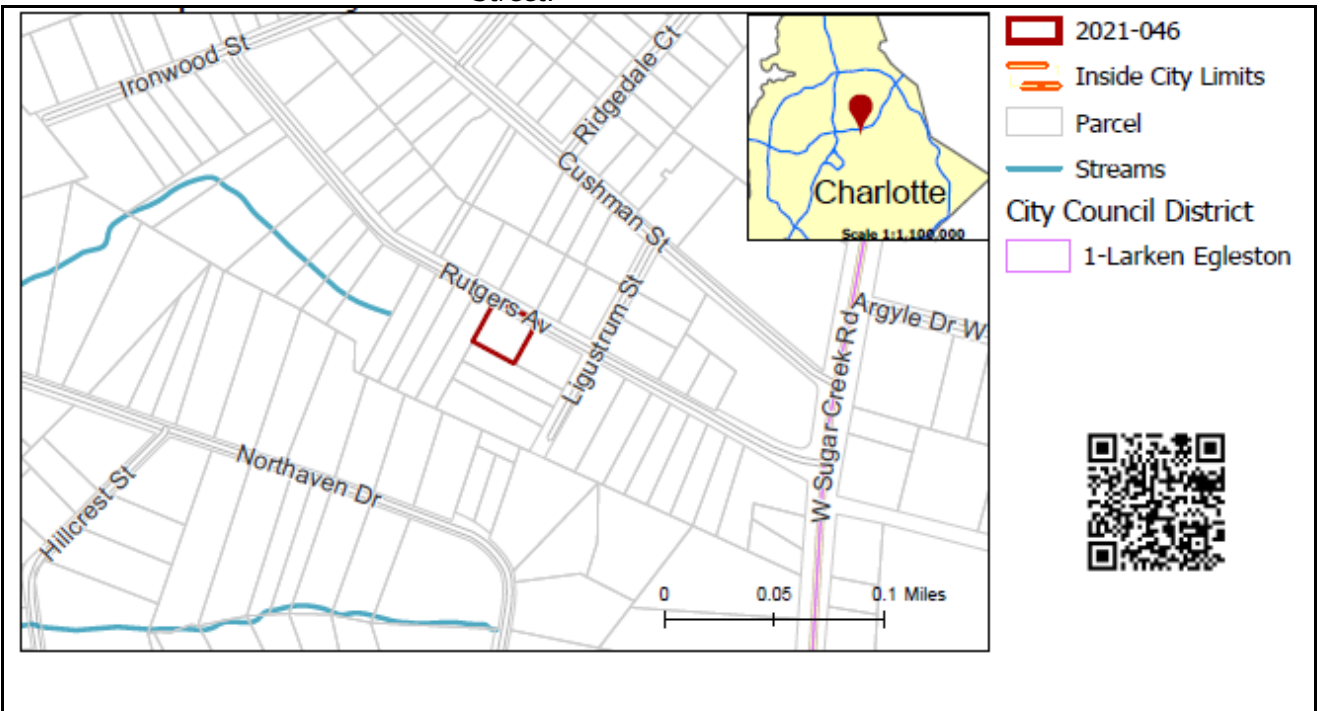 Ironwood St
Ridgedale Ct
Cushman St
Rutgers Av
Ligustrum St
Argyle Dr W
W Sugar Creek Rd
Northaven Dr
Hillcrest St
0 0.05 0.1 Miles
Charlotte
Scale 1:1,100,000
2021-046
Inside City Limits
Parcel
Streams
City Council District
1-Larken Egleston